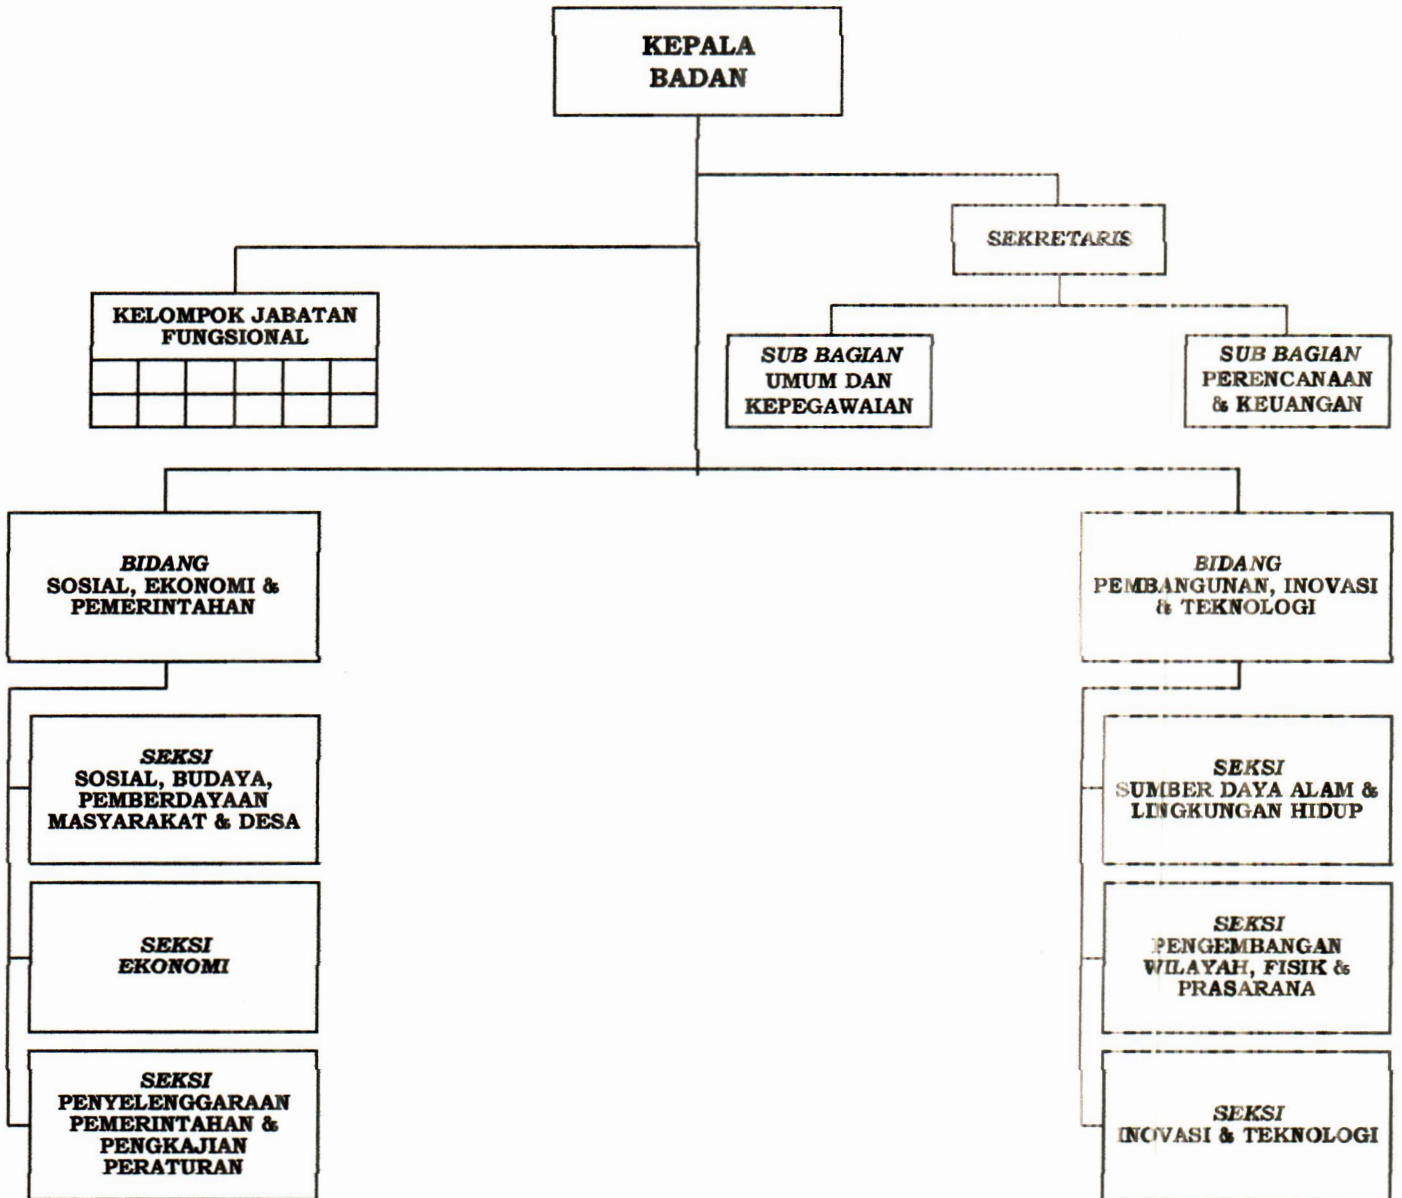 KEPALA
BADAN
SEKRETARIS
KELOMPOK JABATAN
FUNGSIONAL
SUB BAGIAN
UMUM DAN
KEPEGAWAIAN
SUB BAGIAN
PERENCANAAN
& KEUANGAN
BIDANG
SOSIAL, EKONOMI &
PEMERINTAHAN
BIDANG
PEMBANGUNAN, INOVASI
& TEKNOLOGI
SEKSI
SOSIAL, BUDAYA,
PEMBERDAYAAN
MASYARAKAT & DESA
SEKSI
EKONOMI
SEKSI
PENYELENGGARAAN
PEMERINTAHAN &
PENGKAJIAN
PERATURAN
SEKSI
SUMBER DAYA ALAM &
LINGKUNGAN HIDUP
SEKSI
PENGEMBANGAN
WILAYAH, FISIK &
PRASARANA
SEKSI
INOVASI & TEKNOLOGI